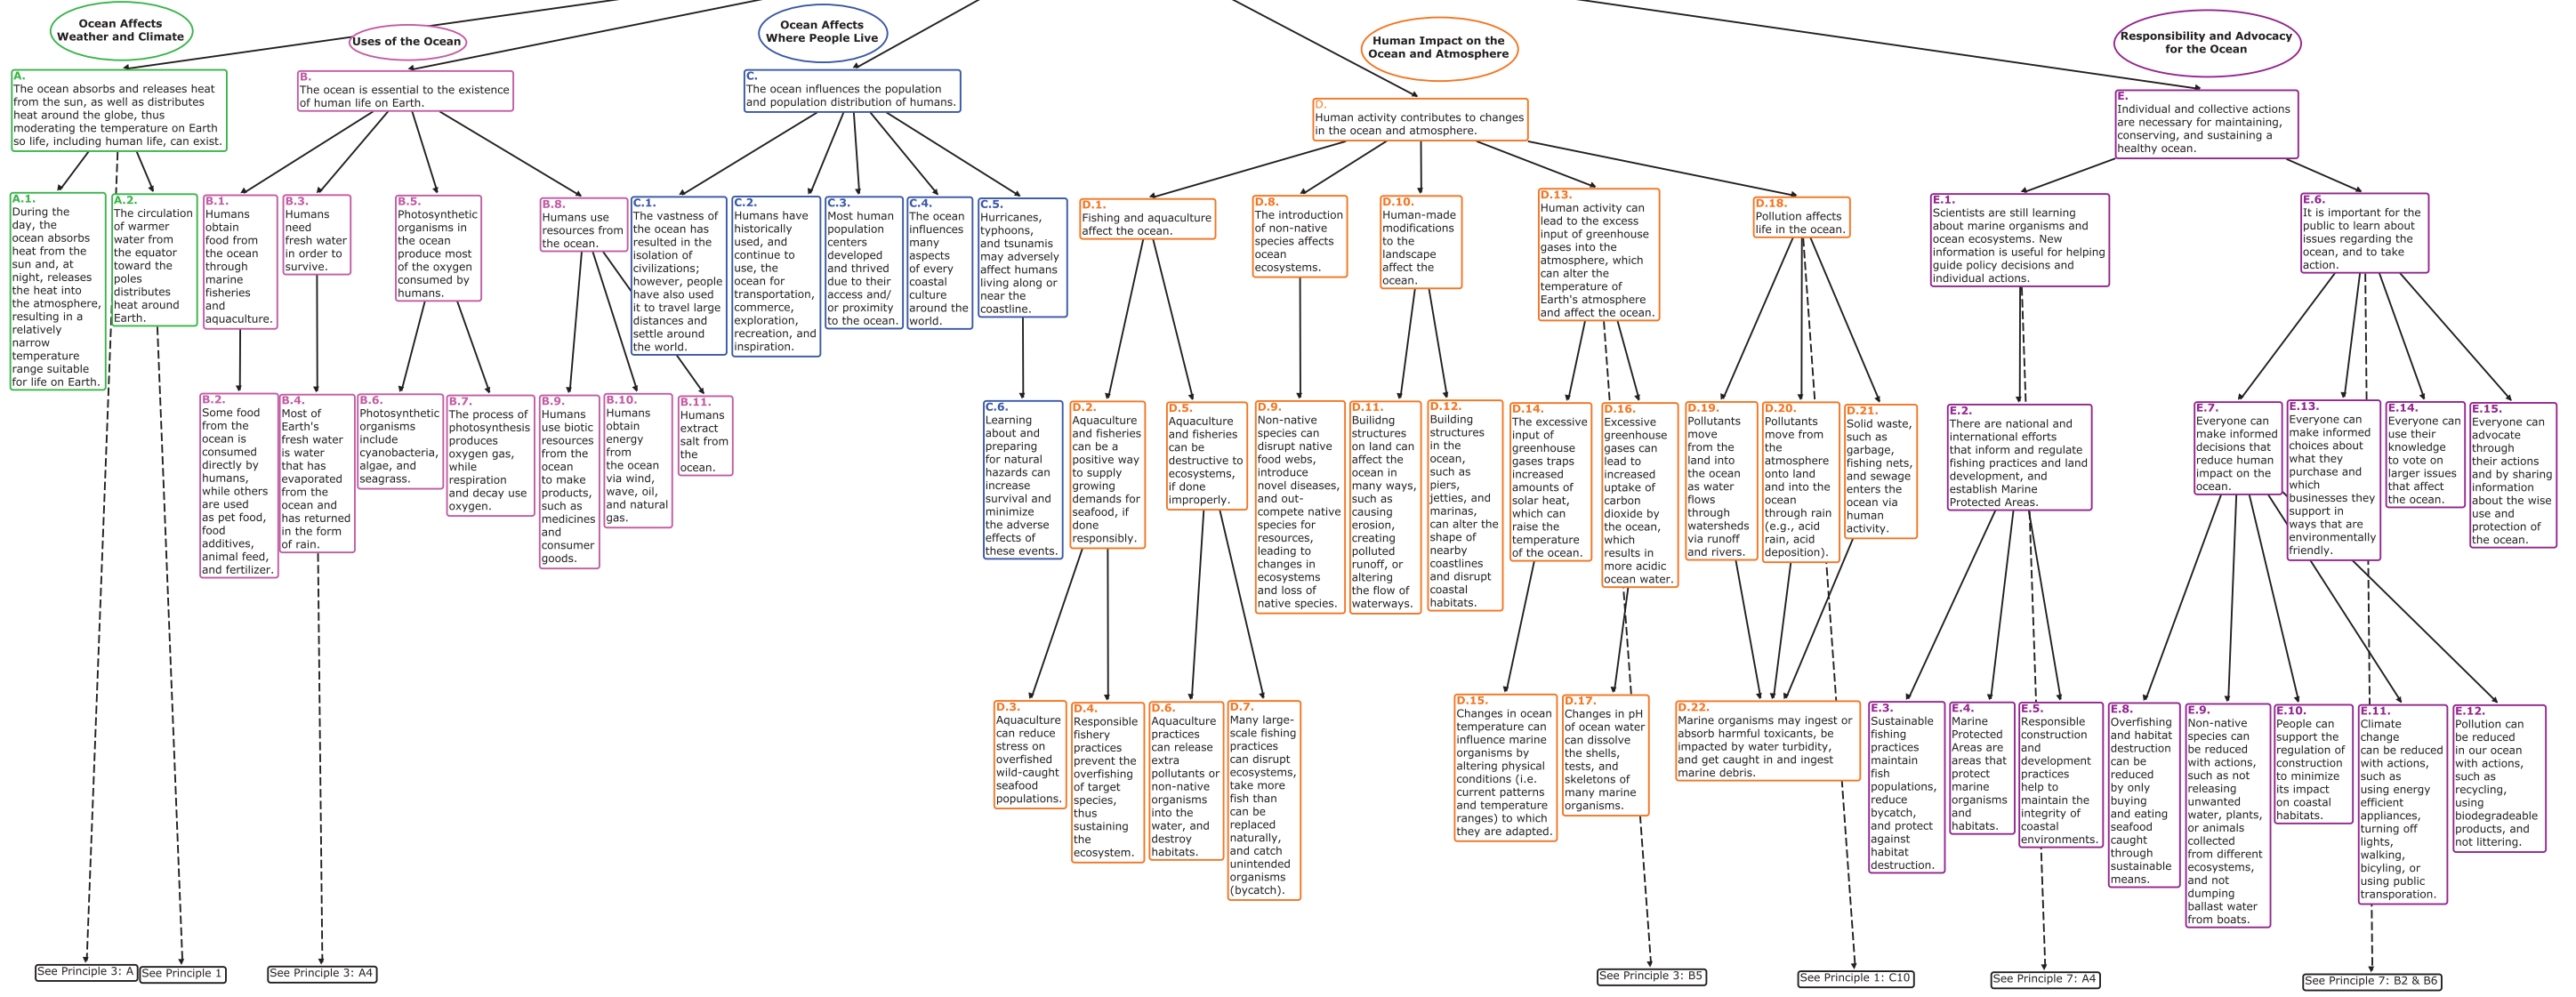 Ocean Affects
Weather and Climate
Uses of the Ocean
Ocean Affects
Where People Live
Human Impact on the
Ocean and Atmosphere
Responsibility and Advocacy
for the Ocean
A.
The ocean absorbs and releases heat
from the sun, as well as distributes
heat around the globe, thus
moderating the temperature on Earth
so life, including human life, can exist.
B.
The ocean is essential to the existence
of human life on Earth.
C.
The ocean influences the population
and population distribution of humans.
D.
Human activity contributes to changes
in the ocean and atmosphere.
E.
Individual and collective actions
are necessary for maintaining,
conserving, and sustaining a
healthy ocean.
A.1.
During the
day, the
ocean absorbs
heat from the
sun and, at
night, releases
the heat into
the atmosphere,
resulting in a
relatively
narrow
temperature
range suitable
for life on Earth.
A.2.
The circulation
of warmer
water from
the equator
toward the
poles
distributes
heat around
Earth.
B.1.
Humans
obtain
food from
the ocean
through
marine
fisheries
and
aquaculture.
B.3.
Humans
need
fresh water
in order to
survive.
B.5.
Photosynthetic
organisms in
the ocean
produce most
of the oxygen
consumed by
humans.
B.8.
Humans use
resources from
the ocean.
C.1.
The vastness of
the ocean has
resulted in the
isolation of
civilizations;
however, people
have also used
it to travel large
distances and
settle around
the world.
C.2.
Humans have
historically
used, and
continue to
use, the
ocean for
transportation,
commerce,
exploration,
recreation, and
inspiration.
C.3.
Most human
population
centers
developed
and thrived
due to their
access and/
or proximity
to the ocean.
C.4.
The ocean
influences
many
aspects
of every
coastal
culture
around the
world.
C.5.
Hurricanes,
typhoons,
and tsunamis
may adversely
affect humans
living along or
near the
coastline.
D.1.
Fishing and aquaculture
affect the ocean.
D.8.
The introduction
of non-native
species affects
ocean
ecosystems.
D.10.
Human-made
modifications
to the
landscape
affect the
ocean.
D.13.
Human activity can
lead to the excess
input of greenhouse
gases into the
atmosphere, which
can alter the
temperature of
Earth's atmosphere
and affect the ocean.
D.18.
Pollution affects
life in the ocean.
E.1.
Scientists are still learning
about marine organisms and
ocean ecosystems. New
information is useful for helping
guide policy decisions and
individual actions.
E.6.
It is important for the
public to learn about
issues regarding the
ocean, and to take
action.
B.2.
Some food
from the
ocean is
consumed
directly by
humans,
while others
are used
as pet food,
food
additives,
animal feed,
and fertilizer.
B.4.
Most of
Earth's
fresh water
is water
that has
evaporated
from the
ocean and
has returned
in the form
of rain.
B.6.
Photosynthetic
organisms
include
cyanobacteria,
algae, and
seagrass.
B.7.
The process of
photosynthesis
produces
oxygen gas,
while
respiration
and decay use
oxygen.
B.9.
Humans
use biotic
resources
from the
ocean
to make
products,
such as
medicines
and
consumer
goods.
B.10.
Humans
obtain
energy
from
the ocean
via wind,
wave, oil,
and natural
gas.
B.11.
Humans
extract
salt from
the
ocean.
C.6.
Learning
about and
preparing
for natural
hazards can
increase
survival and
minimize
the adverse
effects of
these events.
D.2.
Aquaculture
and fisheries
can be a
positive way
to supply
growing
demands for
seafood, if
done
responsibly.
D.5.
Aquaculture
and fisheries
can be
destructive to
ecosystems,
if done
improperly.
D.9.
Non-native
species can
disrupt native
food webs,
introduce
novel diseases,
and out-
compete native
species for
resources,
leading to
changes in
ecosystems
and loss of
native species.
D.11.
Builidng
structures
on land can
affect the
ocean in
many ways,
such as
causing
erosion,
creating
polluted
runoff, or
altering
the flow of
waterways.
D.12.
Building
structures
in the
ocean,
such as
piers,
jetties, and
marinas,
can alter the
shape of
nearby
coastlines
and disrupt
coastal
habitats.
D.14.
The excessive
input of
greenhouse
gases traps
increased
amounts of
solar heat,
which can
raise the
temperature
of the ocean.
D.16.
Excessive
greenhouse
gases can
lead to
increased
uptake of
carbon
dioxide by
the ocean,
which
results in
more acidic
ocean water.
D.19.
Pollutants
move
from the
land into
the ocean
as water
flows
through
watersheds
via runoff
and rivers.
D.20.
Pollutants
move from
the
atmosphere
onto land
and into the
ocean
through rain
(e.g., acid
rain, acid
deposition).
D.21.
Solid waste,
such as
garbage,
fishing nets,
and sewage
enters the
ocean via
human
activity.
E.2.
There are national and
international efforts
that inform and regulate
fishing practices and land
development, and
establish Marine
Protected Areas.
E.7.
Everyone can
make informed
decisions that
reduce human
impact on the
ocean.
E.13.
Everyone can
make informed
choices about
what they
purchase and
which
businesses they
support in
ways that are
environmentally
friendly.
E.14.
Everyone can
use their
knowledge
to vote on
larger issues
that affect
the ocean.
E.15.
Everyone can
advocate
through
their actions
and by sharing
information
about the wise
use and
protection of
the ocean.
D.3.
Aquaculture
can reduce
stress on
overfished
wild-caught
seafood
populations.
D.4.
Responsible
fishery
practices
prevent the
overfishing
of target
species,
thus
sustaining
the
ecosystem.
D.6.
Aquaculture
practices
can release
extra
pollutants or
non-native
organisms
into the
water, and
destroy
habitats.
D.7.
Many large-
scale fishing
practices
can disrupt
ecosystems,
take more
fish than
can be
replaced
naturally,
and catch
unintended
organisms
(bycatch).
D.15.
Changes in ocean
temperature can
influence marine
organisms by
altering physical
conditions (i.e.
current patterns
and temperature
ranges) to which
they are adapted.
D.17.
Changes in pH
of ocean water
can dissolve
the shells,
tests, and
skeletons of
many marine
organisms.
D.22.
Marine organisms may ingest or
absorb harmful toxicants, be
impacted by water turbidity,
and get caught in and ingest
marine debris.
E.3.
Sustainable
fishing
practices
maintain
fish
populations,
reduce
bycatch,
and protect
against
habitat
destruction.
E.4.
Marine
Protected
Areas are
areas that
protect
marine
organisms
and
habitats.
E.5.
Responsible
construction
and
development
practices
help to
maintain the
integrity of
coastal
environments.
E.8.
Overfishing
and habitat
destruction
can be
reduced
by only
buying
and eating
seafood
caught
through
sustainable
means.
E.9.
Non-native
species can
be reduced
with actions,
such as not
releasing
unwanted
water, plants,
or animals
collected
from different
ecosystems,
and not
dumping
ballast water
from boats.
E.10.
People can
support the
regulation of
construction
to minimize
its impact
on coastal
habitats.
E.11.
Climate
change
can be reduced
with actions,
such as
using energy
efficient
appliances,
turning off
lights,
walking,
bicyling, or
using public
transporation.
E.12.
Pollution can
be reduced
in our ocean
with actions,
such as
recycling,
using
biodegradeable
products, and
not littering.
See Principle 3: A
See Principle 1
See Principle 3: A4
See Principle 3: B5
See Principle 1: C10
See Principle 7: A4
See Principle 7: B2 & B6